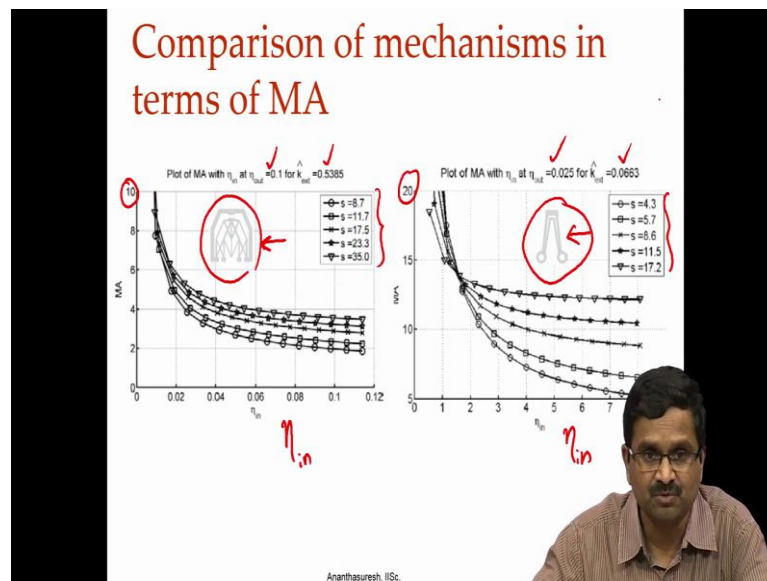 Comparison of mechanisms in
terms of MA
Plot of MA with η_in at η_out =0.1 for k̂_ext =0.5385
10
8
6
4
2
0
MA
s =8.7
s =11.7
s =17.5
s =23.3
s =35.0
0.02
0.04
0.06
0.08
0.1
0.12
η_in
η_in
Plot of MA with η_in at η_out =0.025 for k̂_ext =0.0663
20
15
10
5
MA
s =4.3
s =5.7
s =8.6
s =11.5
s =17.2
0
1
2
3
4
5
6
7
η_in
η_in
Ananthasuresh, IISc.